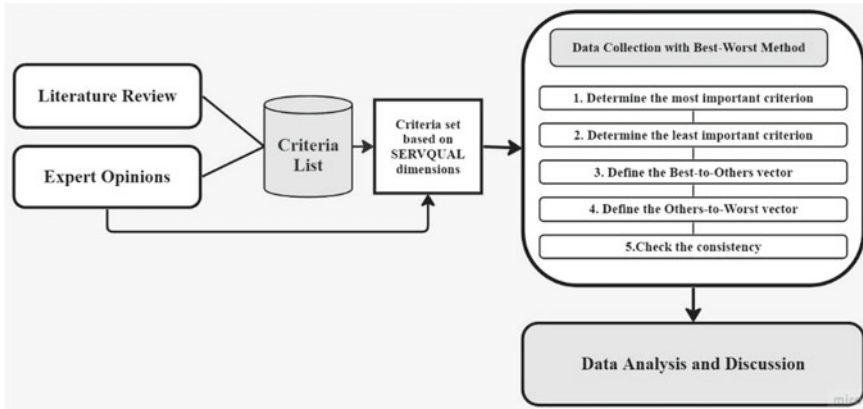 Literature Review
Expert Opinions
Criteria
List
Criteria set
based on
SERVQUAL
dimensions
Data Collection with Best-Worst Method
1. Determine the most important criterion
2. Determine the least important criterion
3. Define the Best-to-Others vector
4. Define the Others-to-Worst vector
5.Check the consistency
Data Analysis and Discussion